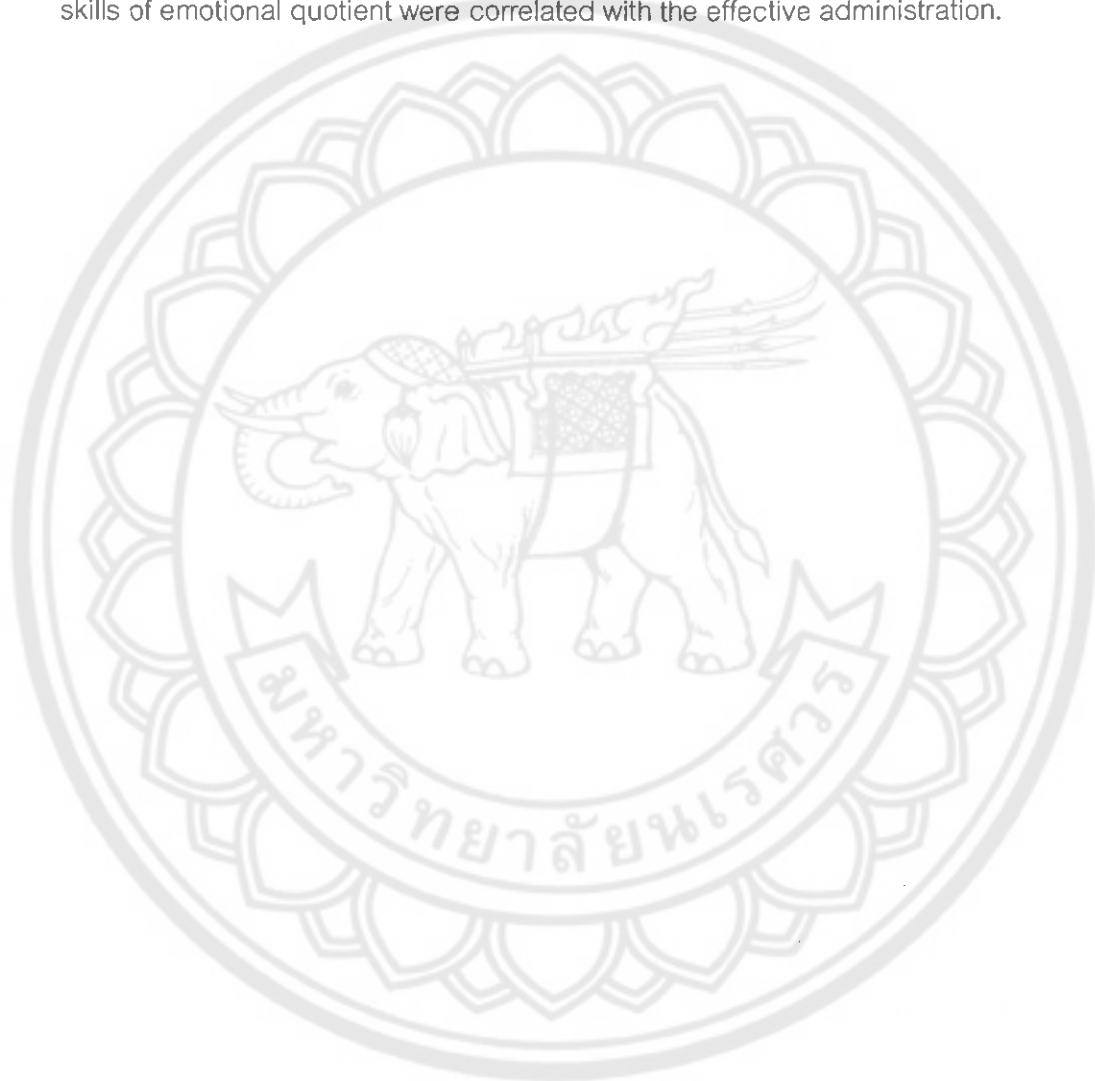 skills of emotional quotient were correlated with the effective administration.
มหาวิทยาลัยนเรศวร